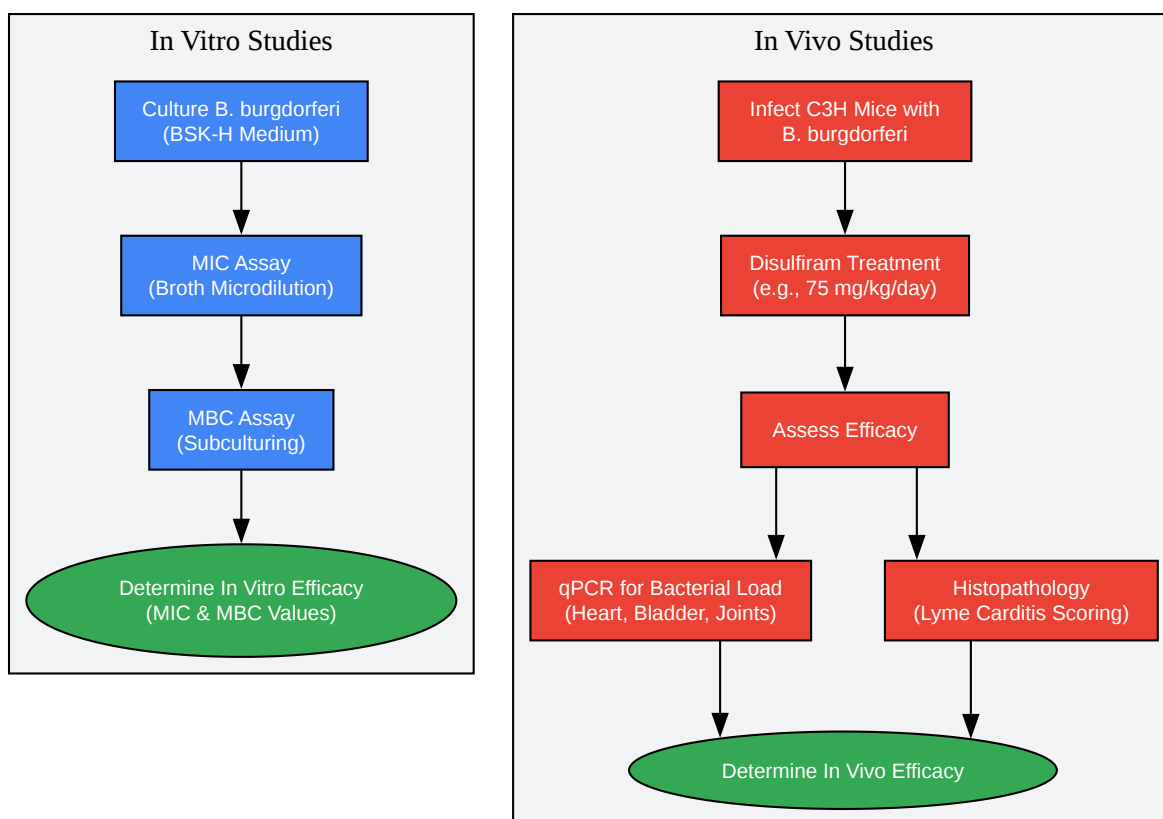 In Vitro Studies
Culture B. burgdorferi
(BSK-H Medium)
MIC Assay
(Broth Microdilution)
MBC Assay
(Subculturing)
Determine In Vitro Efficacy
(MIC & MBC Values)
In Vivo Studies
Infect C3H Mice with
B. burgdorferi
Disulfiram Treatment
(e.g., 75 mg/kg/day)
Assess Efficacy
qPCR for Bacterial Load
(Heart, Bladder, Joints)
Histopathology
(Lyme Carditis Scoring)
Determine In Vivo Efficacy